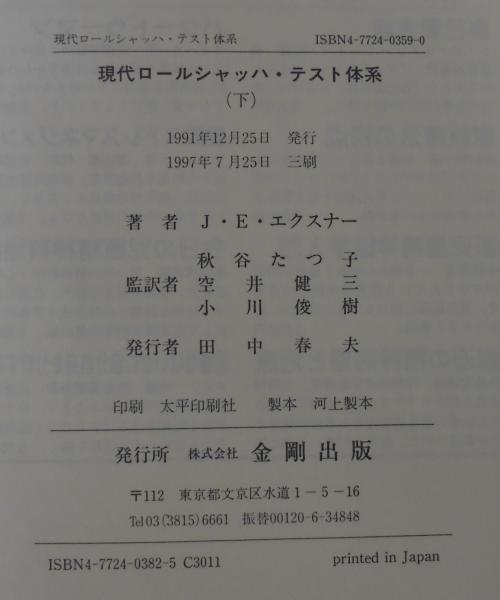 現代ロールシャッハ・テスト体系 ISBN4-7724-0359-0
現代ロールシャッハ・テスト体系
(下)
1991年12月25日 発行
1997年7月25日 三刷
著者 J・E・エクスナー
秋谷たつ子
監訳者 空井健三
小川俊樹
発行者 田中春夫
印刷 太平印刷社 製本 河上製本
発行所 株式会社 金剛出版
〒112 東京都文京区水道1-5-16
Tel 03(3815)6661 振替00120-6-34848
ISBN4-7724-0382-5 C3011 printed in Japan